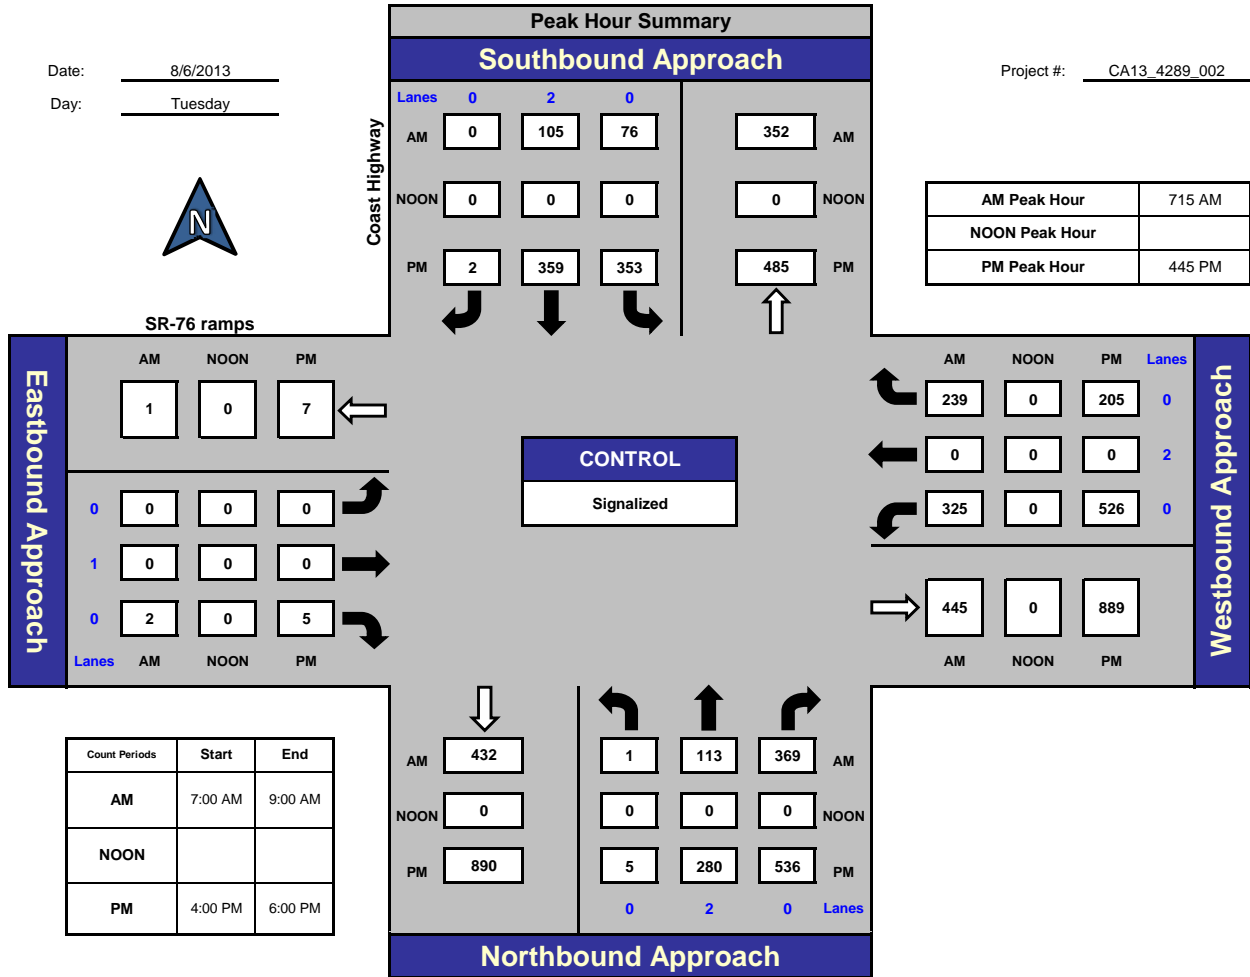 Peak Hour Summary
Southbound Approach
Date: 8/6/2013
Project #: CA13_4289_002
Day: Tuesday
Lanes 0 2 0
Coast Highway
AM 0 105 76 352 AM
NOON 0 0 0 0 NOON
PM 2 359 353 485 PM
N
AM Peak Hour 715 AM
NOON Peak Hour
PM Peak Hour 445 PM
SR-76 ramps
Eastbound Approach
AM NOON PM
1 0 7
0 0 0 0
1 0 0 0
0 2 0 5
Lanes AM NOON PM
CONTROL
Signalized
AM NOON PM Lanes
239 0 205 0
0 0 0 2
325 0 526 0
445 0 889
AM NOON PM
Westbound Approach
Count Periods Start End
AM 7:00 AM 9:00 AM
NOON
PM 4:00 PM 6:00 PM
AM 432 1 113 369 AM
NOON 0 0 0 0 NOON
PM 890 5 280 536 PM
0 2 0 Lanes
Northbound Approach